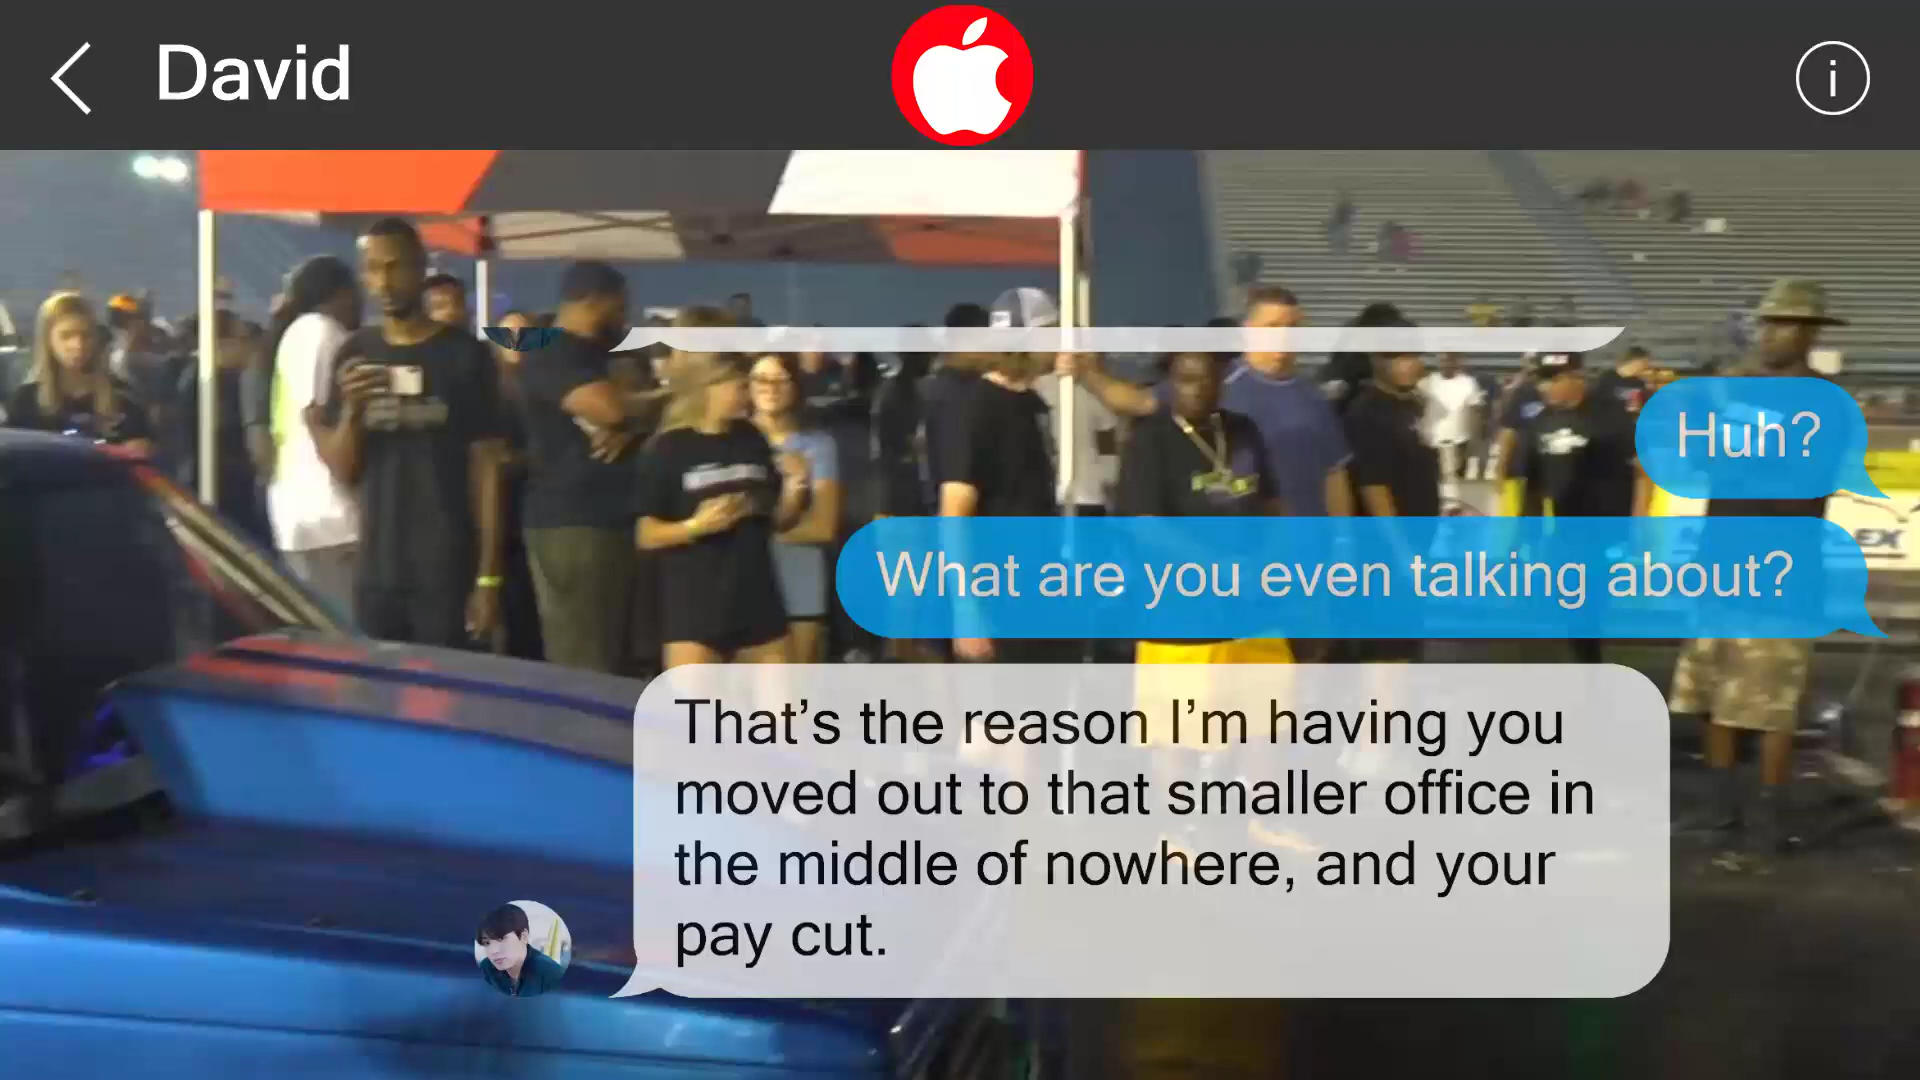 David
Huh?
What are you even talking about?
That’s the reason I’m having you
moved out to that smaller office in
the middle of nowhere, and your
pay cut.
EX